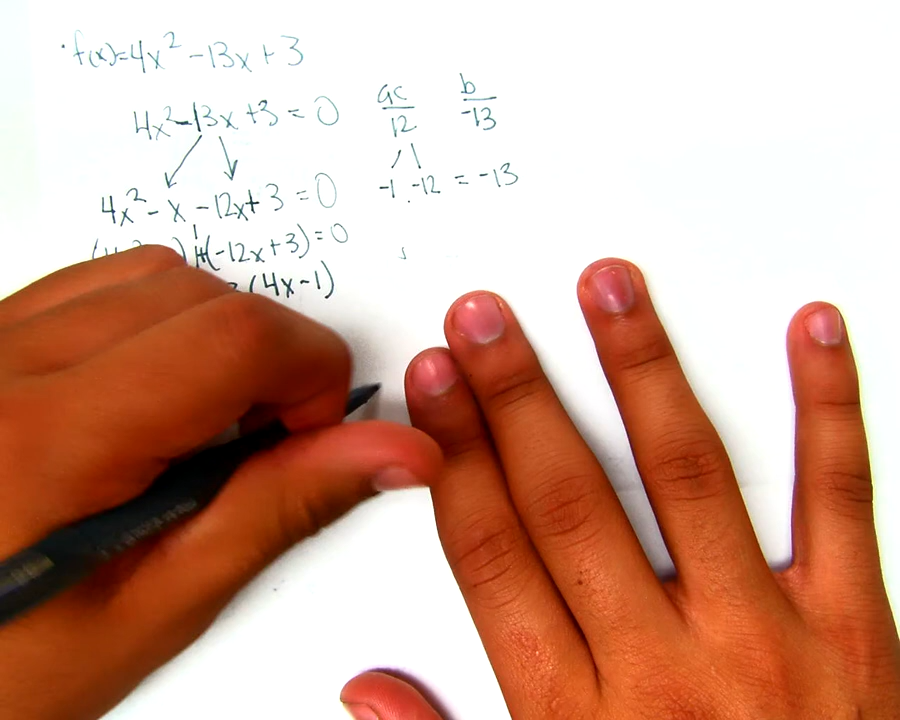 f(x)=4x² -13x + 3
4x² -13x +3 = 0
ac b
12 -13
-1 -12 = -13
4x² - x - 12x + 3 = 0
+(-12x+3) = 0
(4x-1)